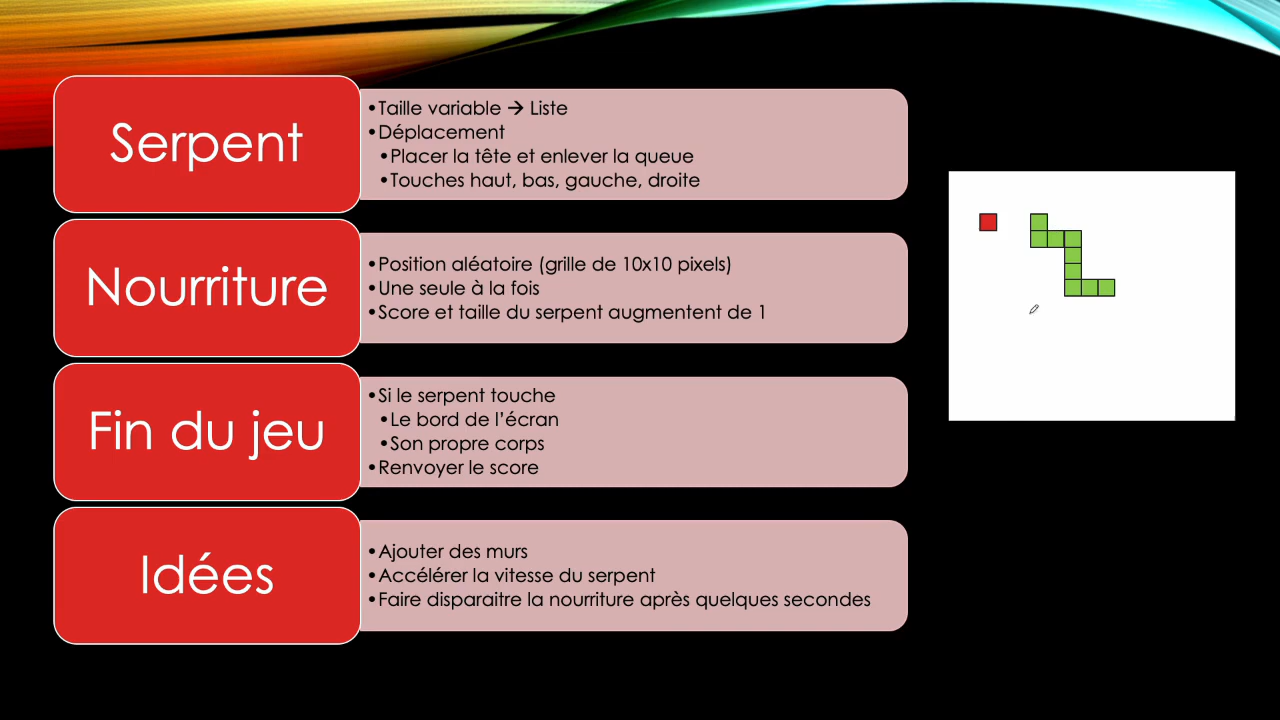 Serpent
•Taille variable → Liste
•Déplacement
•Placer la tête et enlever la queue
•Touches haut, bas, gauche, droite
Nourriture
•Position aléatoire (grille de 10x10 pixels)
•Une seule à la fois
•Score et taille du serpent augmentent de 1
Fin du jeu
•Si le serpent touche
•Le bord de l’écran
•Son propre corps
•Renvoyer le score
Idées
•Ajouter des murs
•Accélérer la vitesse du serpent
•Faire disparaitre la nourriture après quelques secondes